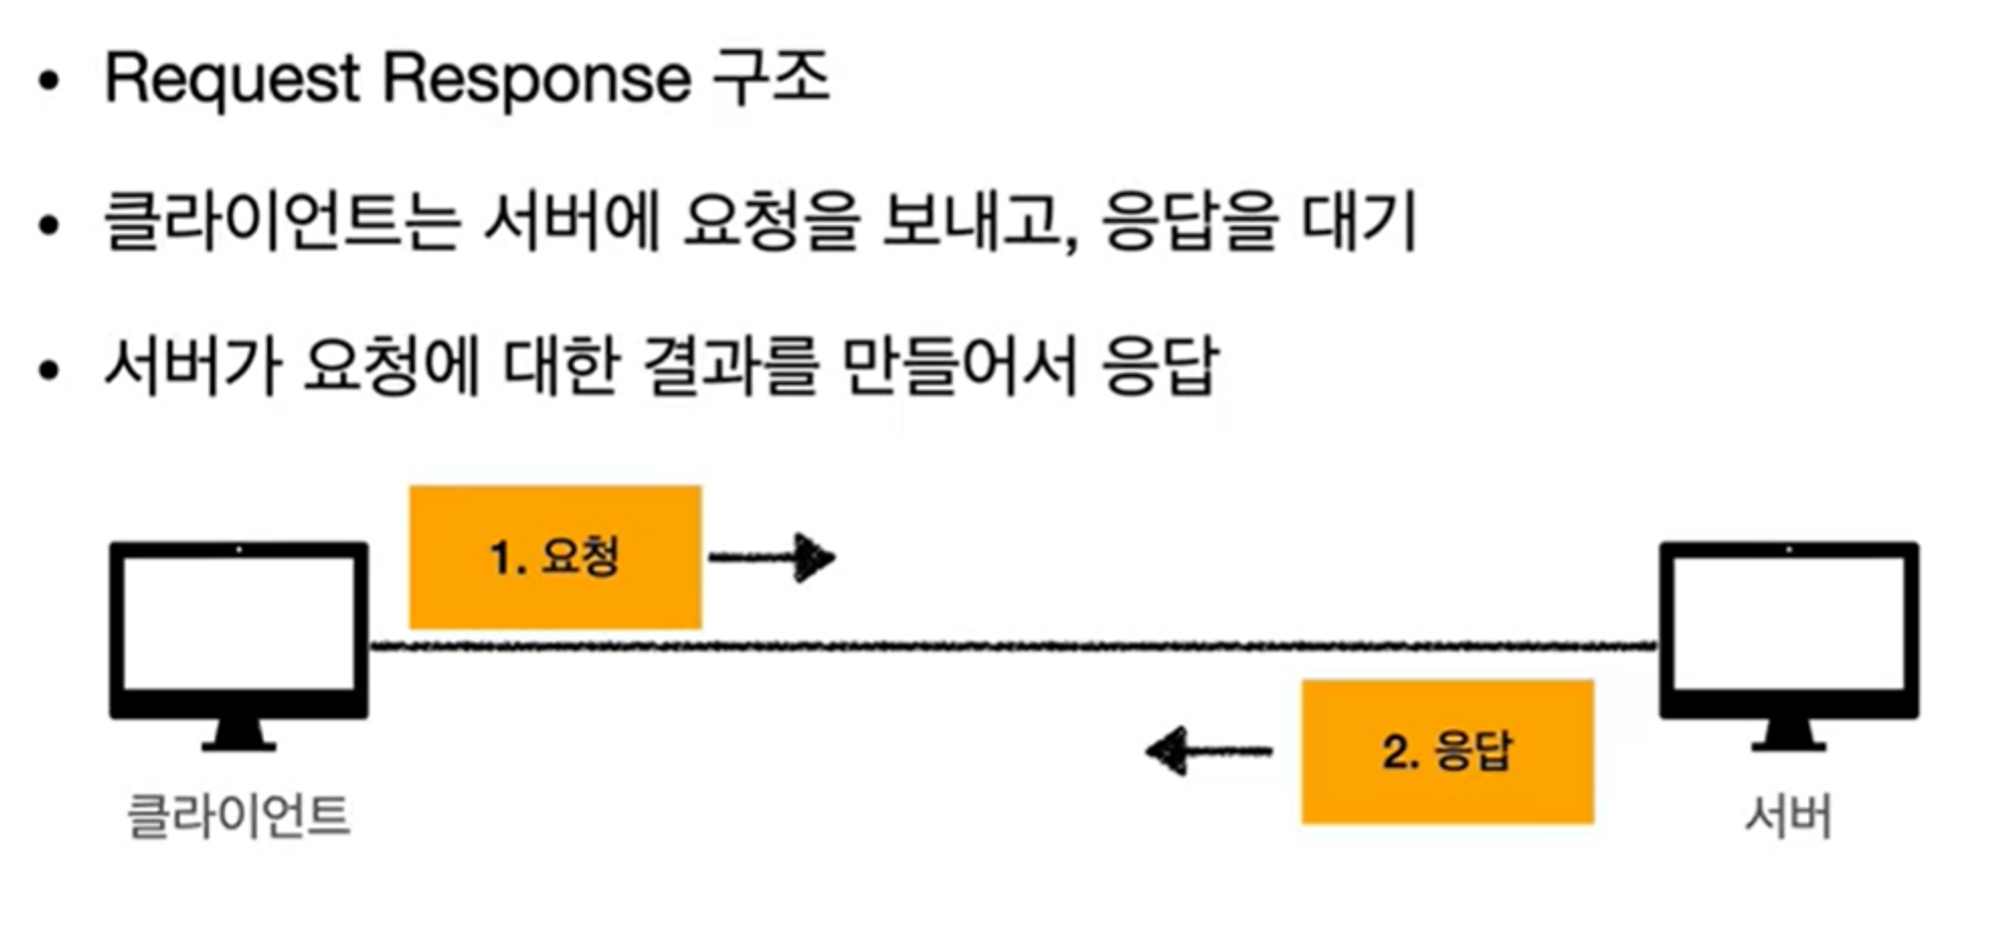 • Request Response 구조
• 클라이언트는 서버에 요청을 보내고, 응답을 대기
• 서버가 요청에 대한 결과를 만들어서 응답
1. 요청
2. 응답
클라이언트
서버